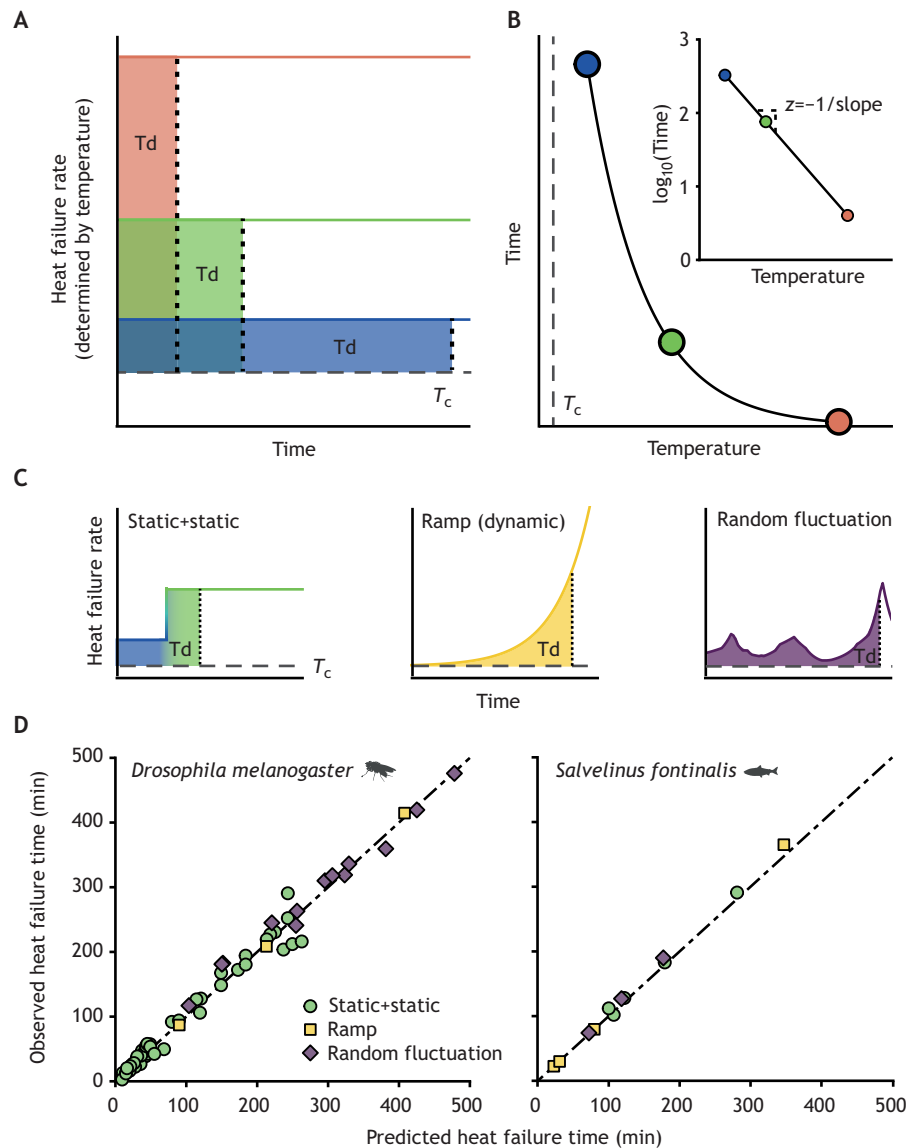 A
Heat failure rate
(determined by temperature)
Td
Td
Td
Tc
Time
B
Time
Tc
Temperature
3
2
1
0
log10(Time)
z=−1/slope
Temperature
C
Heat failure rate
Static+static
Td
Tc
Ramp (dynamic)
Td
Time
Random fluctuation
Td
D
Observed heat failure time (min)
500
400
300
200
100
0
Drosophila melanogaster
Static+static
Ramp
Random fluctuation
0 100 200 300 400 500
Salvelinus fontinalis
0 100 200 300 400 500
Predicted heat failure time (min)